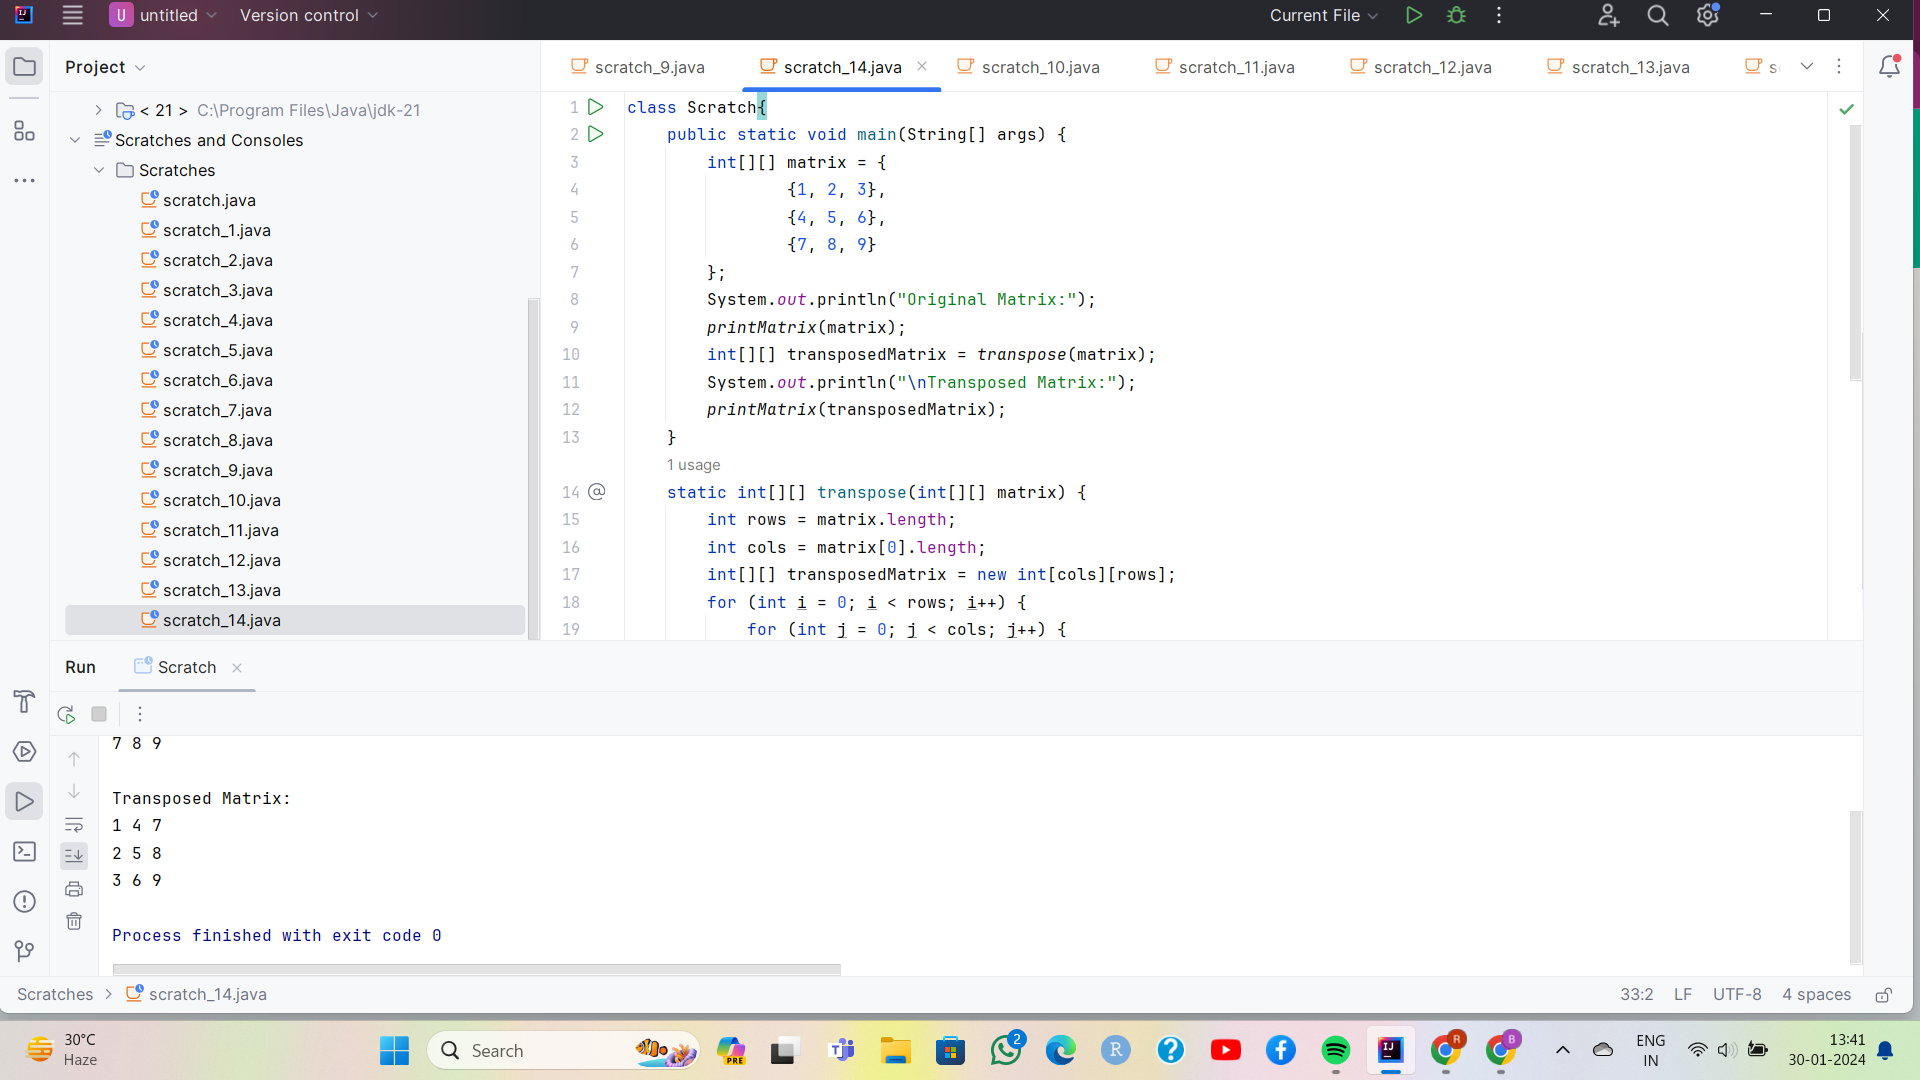 U untitled Version control Current File
Project
scratch_9.java scratch_14.java scratch_10.java scratch_11.java scratch_12.java scratch_13.java
< 21 > C:\Program Files\Java\jdk-21
Scratches and Consoles
Scratches
scratch.java
scratch_1.java
scratch_2.java
scratch_3.java
scratch_4.java
scratch_5.java
scratch_6.java
scratch_7.java
scratch_8.java
scratch_9.java
scratch_10.java
scratch_11.java
scratch_12.java
scratch_13.java
scratch_14.java
1 class Scratch{
2 public static void main(String[] args) {
3 int[][] matrix = {
4 {1, 2, 3},
5 {4, 5, 6},
6 {7, 8, 9}
7 };
8 System.out.println("Original Matrix:");
9 printMatrix(matrix);
10 int[][] transposedMatrix = transpose(matrix);
11 System.out.println("\nTransposed Matrix:");
12 printMatrix(transposedMatrix);
13 }
1 usage
14 @ static int[][] transpose(int[][] matrix) {
15 int rows = matrix.length;
16 int cols = matrix[0].length;
17 int[][] transposedMatrix = new int[cols][rows];
18 for (int i = 0; i < rows; i++) {
19 for (int j = 0; j < cols; j++) {
Run Scratch
7 8 9
Transposed Matrix:
1 4 7
2 5 8
3 6 9
Process finished with exit code 0
Scratches > scratch_14.java 33:2 LF UTF-8 4 spaces
30°C
Haze
Search
PRE
2
R
R
B
ENG
IN
13:41
30-01-2024